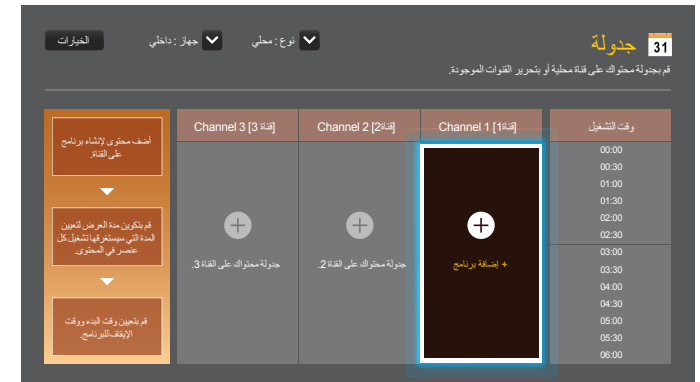 31 جدولة
قم بجدولة محتواك على قناة محلية أو بتحرير القنوات الموجودة.
نوع: محلي
جهاز: داخلي
الخيارات
وقت التشغيل
00:00
00:30
01:00
01:30
02:00
02:30
03:00
03:30
04:00
04:30
05:00
05:30
06:00
Channel 1 [قناة1]
+ إضافة برنامج
Channel 2 [قناة2]
جدولة محتواك على القناة 2.
Channel 3 [قناة 3]
جدولة محتواك على القناة 3.
أضف محتوى لإنشاء برنامج
على القناة.
قم بتكوين مدة العرض لتعيين
المدة التي سيستغرقها تشغيل كل
عنصر في المحتوى.
قم بتعيين وقت البدء ووقت
الإيقاف للبرنامج.